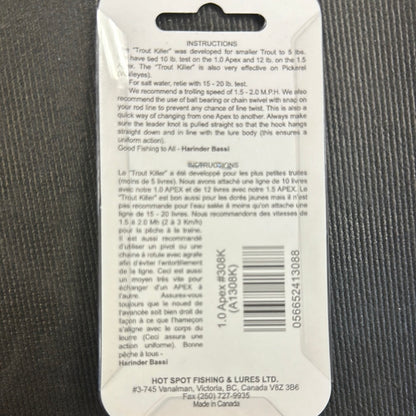 INSTRUCTIONS
The "Trout Killer" was developed for smaller Trout to 5 lbs.
have tied 10 lb. test on the 1.0 Apex and 12 lb. on the 1.5
Apex. The "Trout Killer" is also very effective on Pickerel
(Walleyes).
For salt water, retie with 15 - 20 lb. test.
We recommend a trolling speed of 1.5 - 2.0 M.P.H. We also
recommend the use of ball bearing or chain swivel with snap on
your rod line to prevent any chance of line twist. This is also a
quick way of changing from one Apex to another. Always make
sure the leader knot is pulled straight so that the hook hangs
straight down and in line with the lure body (this ensures a
uniform action).
Good Fishing to All - Harinder Bassi
INSTRUCTIONS
Le "Trout Killer" a été developpé pour les plus petites truites
(moins de 5 livres). Nous avons attaché une ligne de 10 livres
avec notre 1.0 APEX et de 12 livres avec notre 1.5 APEX. Le
"Trout Killer" est bon aussi pour les dorés jaunes mais il n'est
pas recommandé pour l'eau salée à moins qu'on attache une
ligne de 15 - 20 livres. Nous recommandons des vitesses de
1.5 à 2.0 Mh (2 à 3 Km/h)
pour la pêche à la traine.
Il est aussi recommandé
d'utiliser un pivot ou une
chaine à rotule avec agrafe
afin d'éviter l'entortillement
de la ligne. Ceci est aussi
un moyen très vite pour
échanger d'un APEX à
l'autre. Assurez-vous
toujours que le noued de
l'avancée soit bien droit de
façon à ce que l'hameçon
s'aligne avec le corps du
leurre (Ceci assura une
action uniforme). Bonne
pêche à tous -
Harinder Bassi
1.0 Apex #308K
(A1308K)
056652413088
HOT SPOT FISHING & LURES LTD.
#3-745 Vanalman, Victoria, BC, Canada V8Z 3B6
Fax (250) 727-9935
Made in Canada